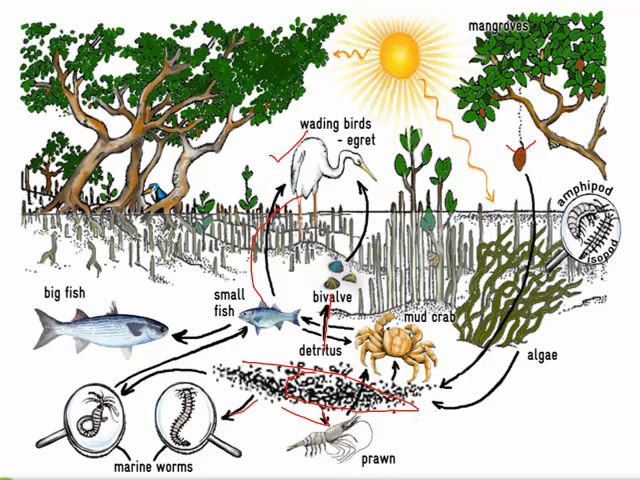 mangroves
wading birds
- egret
amphipod
isopod
big fish
small
fish
bivalve
mud crab
detritus
algae
marine worms
prawn